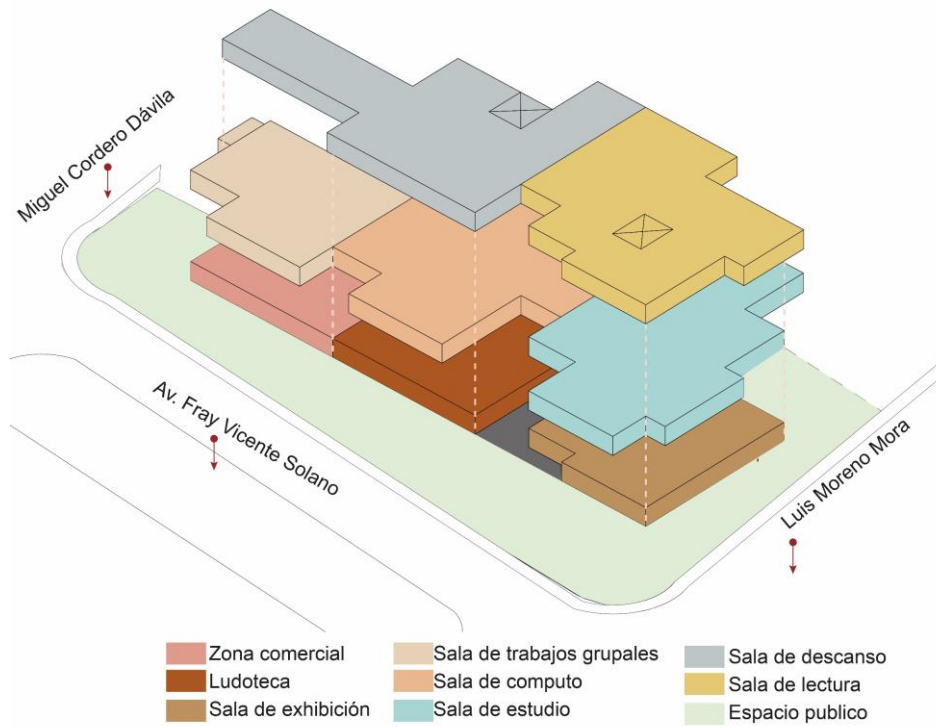 Miguel Cordero Dávila
Av. Fray Vicente Solano
Luis Moreno Mora
Zona comercial
Ludoteca
Sala de exhibición
Sala de trabajos grupales
Sala de computo
Sala de estudio
Sala de descanso
Sala de lectura
Espacio publico